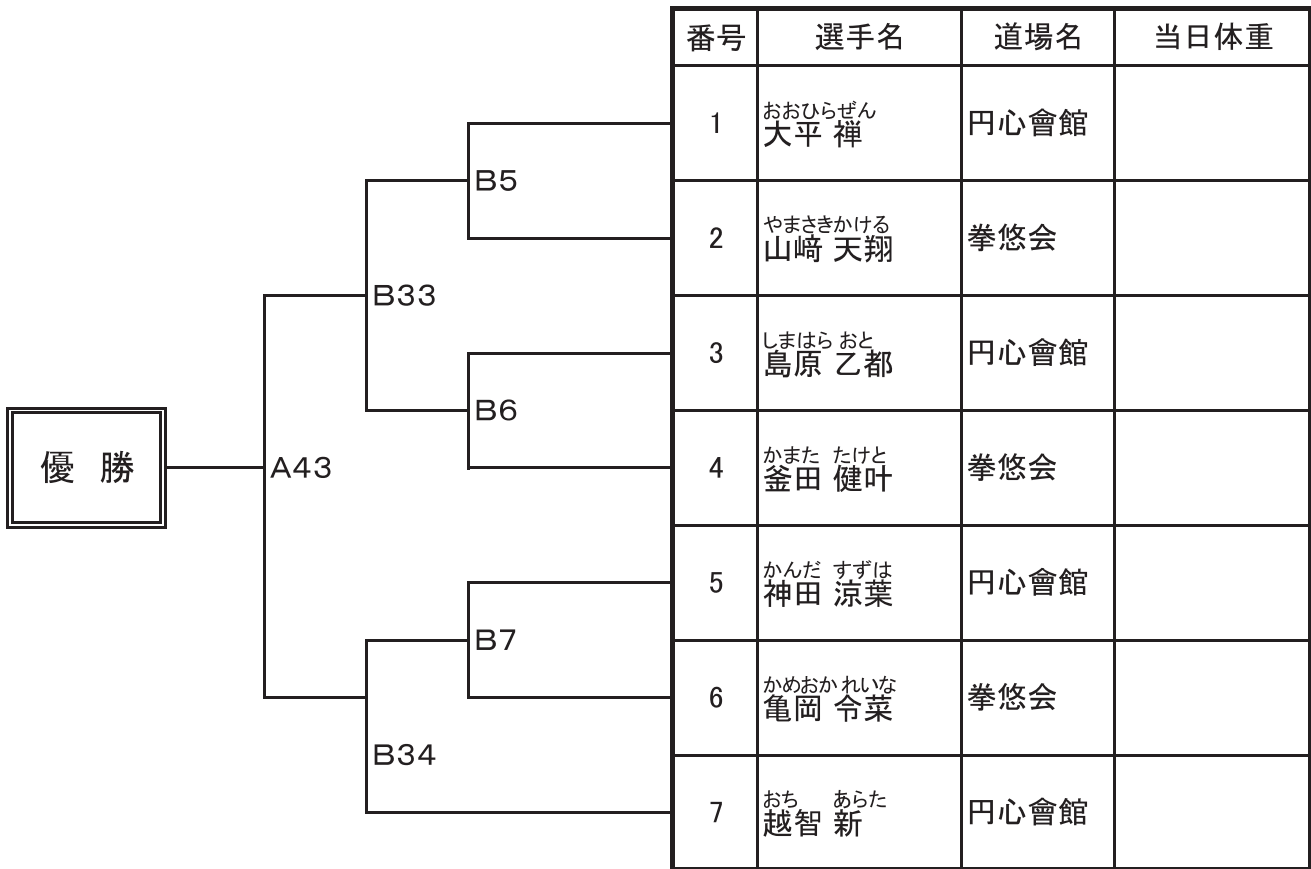 番号 選手名 道場名 当日体重
おおひらぜん
1 大平 禅 円心會館
B5
やまさきかける
2 山﨑 天翔 拳悠会
B33
しまはら おと
3 島原 乙都 円心會館
B6
かまた たけと
4 釜田 健叶 拳悠会
優 勝
A43
かんだ すずは
5 神田 涼葉 円心會館
B7
かめおか れいな
6 亀岡 令菜 拳悠会
B34
おち あらた
7 越智 新 円心會館